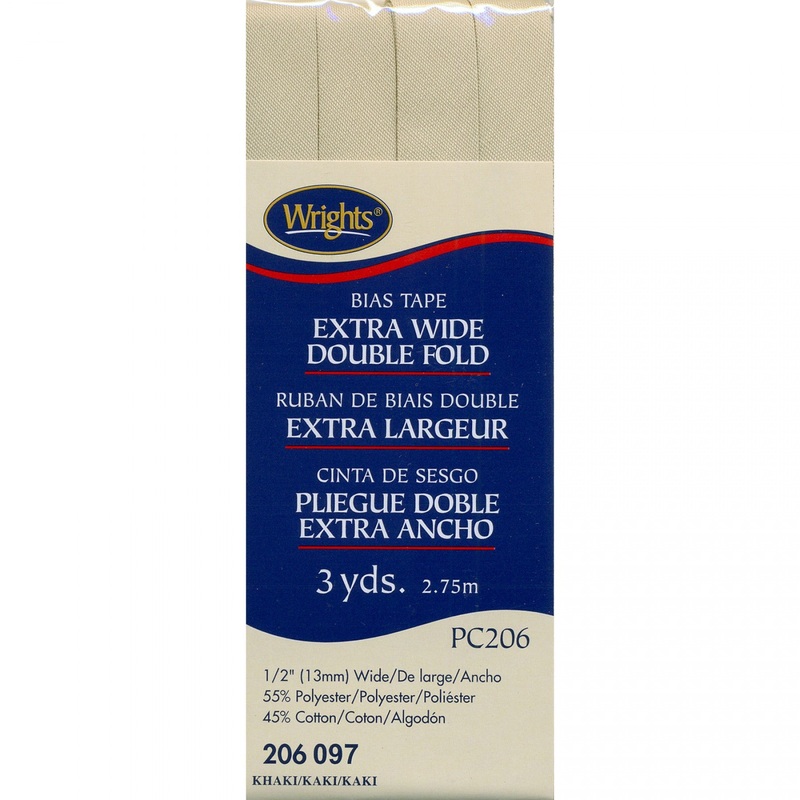 Wrights®
BIAS TAPE
EXTRA WIDE
DOUBLE FOLD
RUBAN DE BIAIS DOUBLE
EXTRA LARGEUR
CINTA DE SESGO
PLIEGUE DOBLE
EXTRA ANCHO
3 yds. 2.75m
PC206
1/2" (13mm) Wide/De large/Ancho
55% Polyester/Polyester/Poliéster
45% Cotton/Coton/Algodón
206 097
KHAKI/KAKI/KAKI